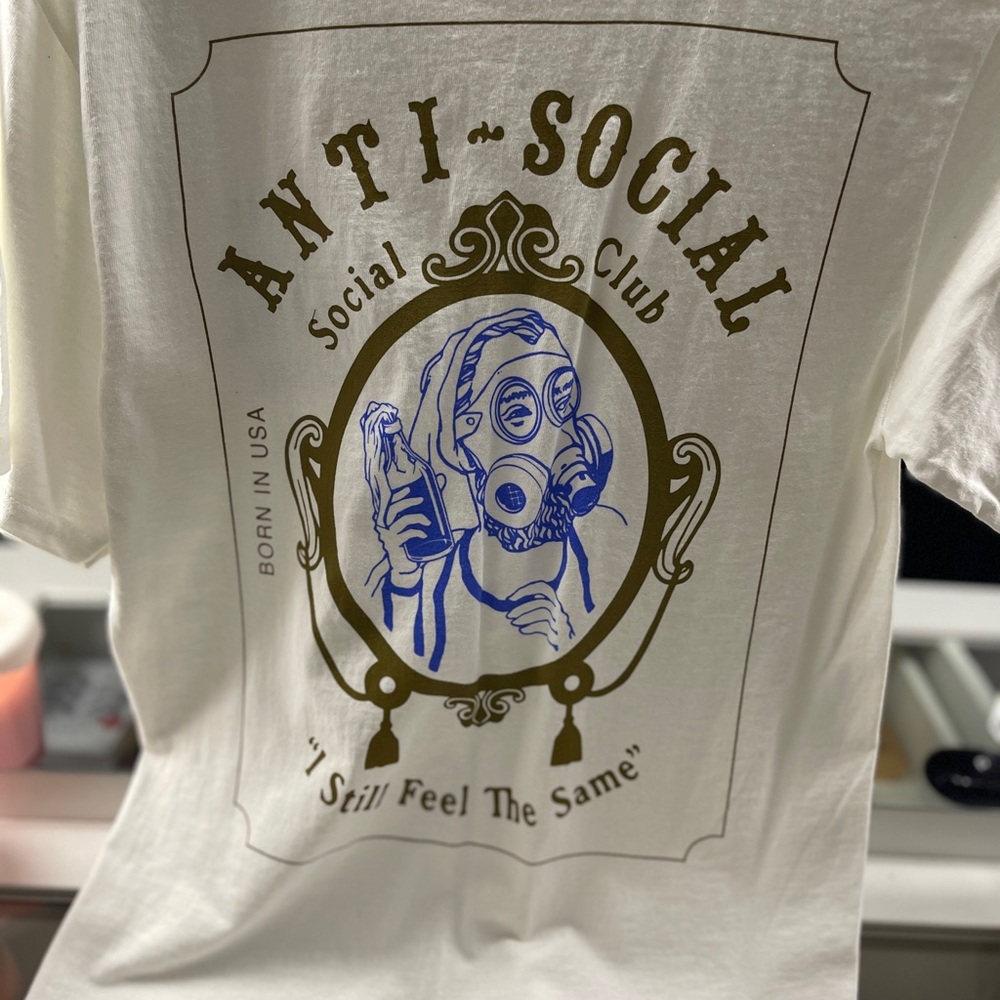 ANTI-SOCIAL
Social Club
BORN IN USA
“I Still Feel The Same”